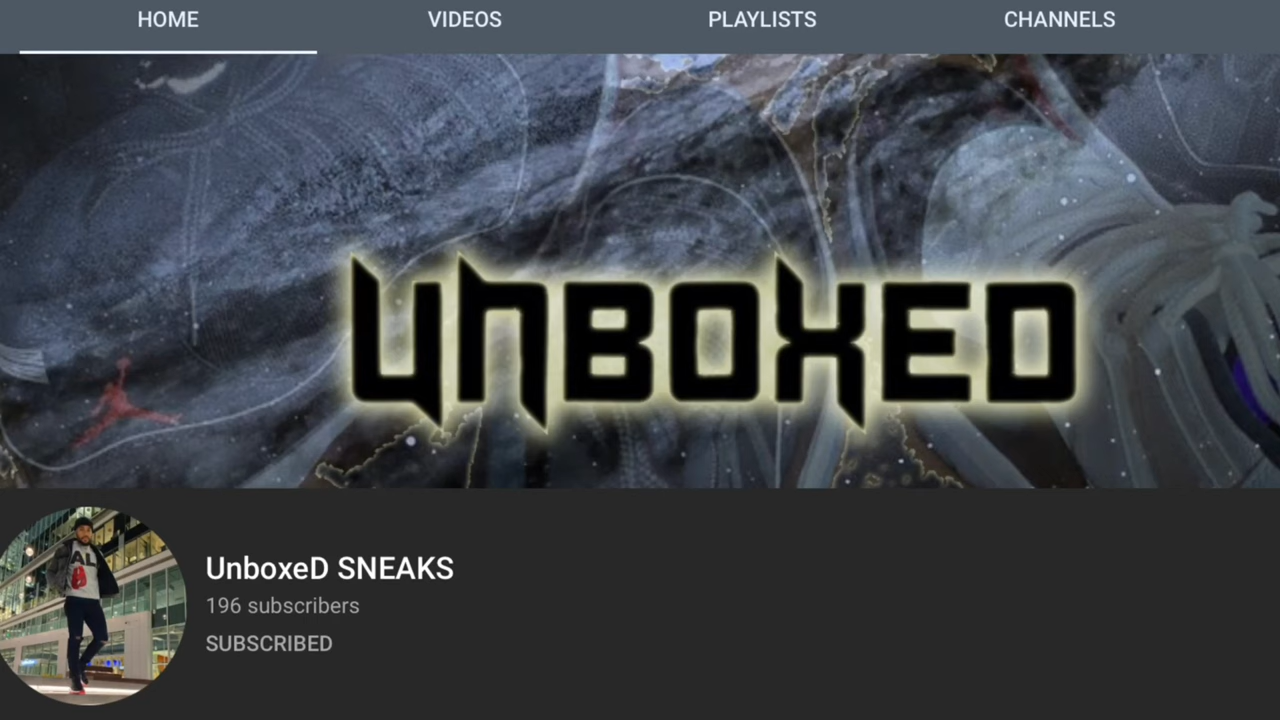 HOME VIDEOS PLAYLISTS CHANNELS
UNBOXED
UnboxeD SNEAKS
196 subscribers
SUBSCRIBED